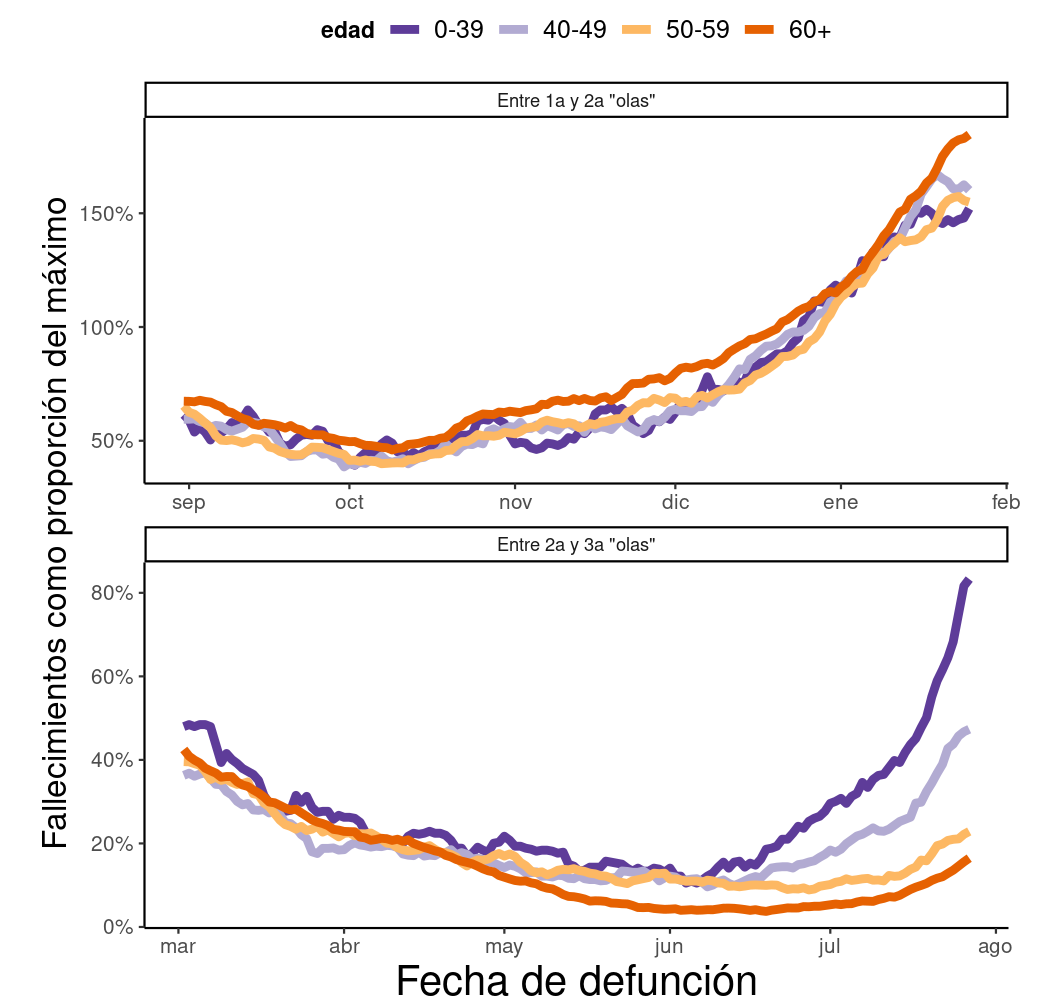 edad 0-39 40-49 50-59 60+
Entre 1a y 2a "olas"
150%
100%
50%
sep oct nov dic ene feb
Entre 2a y 3a "olas"
80%
60%
40%
20%
0%
mar abr may jun jul ago
Fecha de defunción
Fallecimientos como proporción del máximo